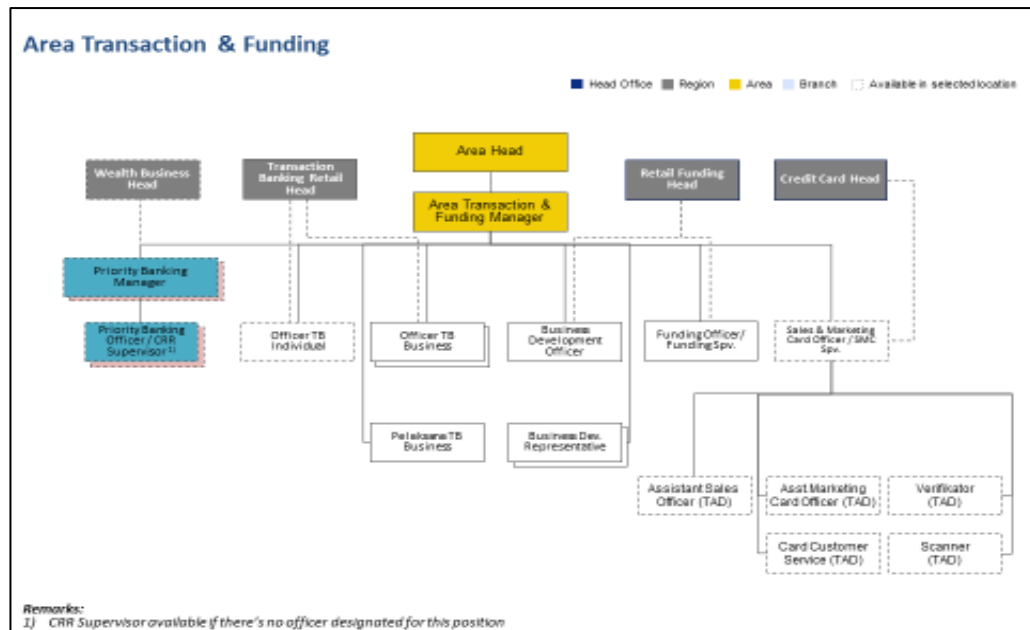 Area Transaction & Funding
Head Office
Region
Area
Branch
Available in selected location
Area Head
Wealth Business
Head
Transaction
Banking Retail
Head
Retail Funding
Head
Credit Card Head
Area Transaction &
Funding Manager
Priority Banking
Manager
Priority Banking
Officer / CRR
Supervisor 1)
Officer TB
Individual
Officer TB
Business
Business
Development
Officer
Funding Officer/
Funding Spv.
Sales & Marketing
Card Officer / SMC
Spv.
Pelaksana TB
Business
Business Dev.
Representative
Assistant Sales
Officer (TAD)
Asst Marketing
Card Officer (TAD)
Verifikator
(TAD)
Card Customer
Service (TAD)
Scanner
(TAD)
Remarks:
1) CRR Supervisor available if there's no officer designated for this position